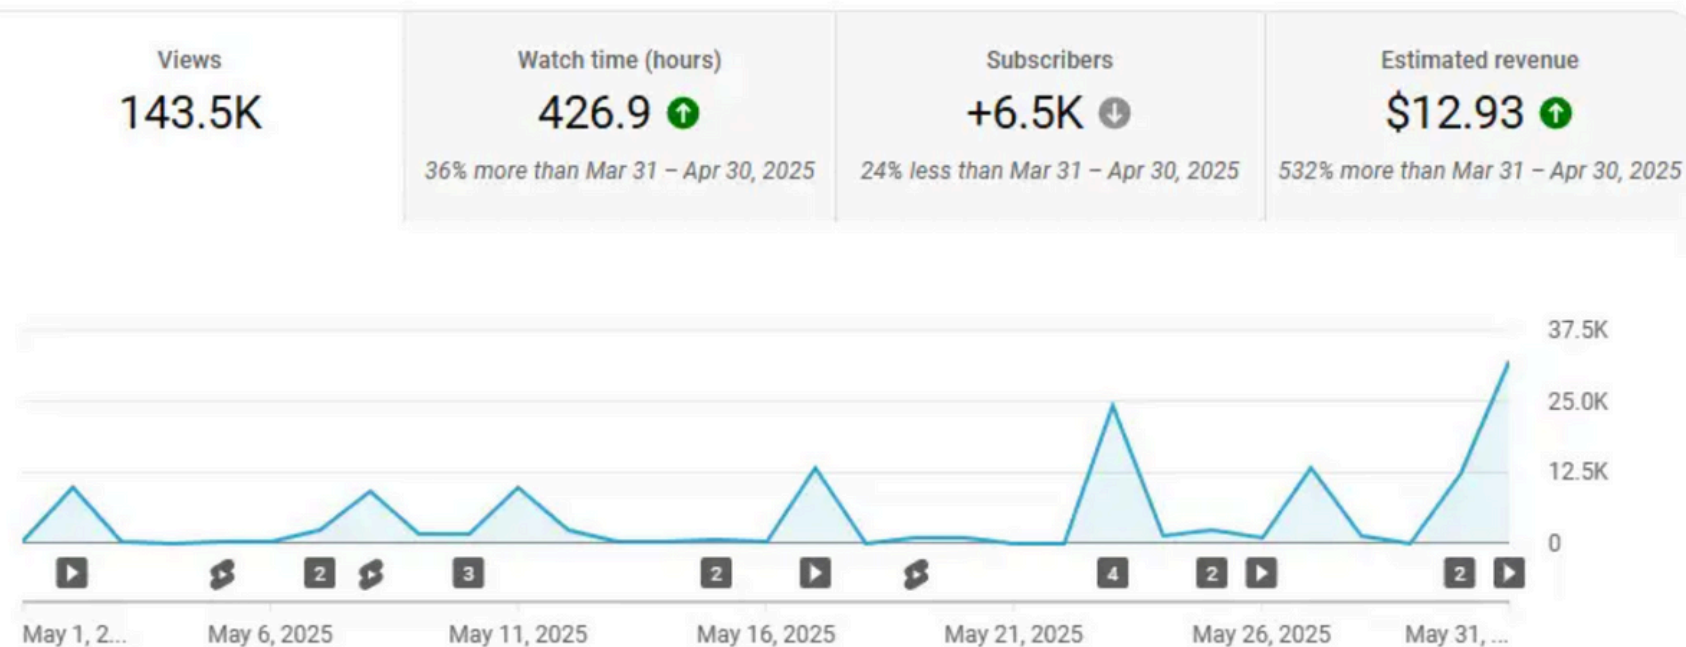 Views
143.5K
Watch time (hours)
426.9
36% more than Mar 31 – Apr 30, 2025
Subscribers
+6.5K
24% less than Mar 31 – Apr 30, 2025
Estimated revenue
$12.93
532% more than Mar 31 – Apr 30, 2025
37.5K
25.0K
12.5K
0
2
3
2
4
2
2
May 1, 2...
May 6, 2025
May 11, 2025
May 16, 2025
May 21, 2025
May 26, 2025
May 31, ...